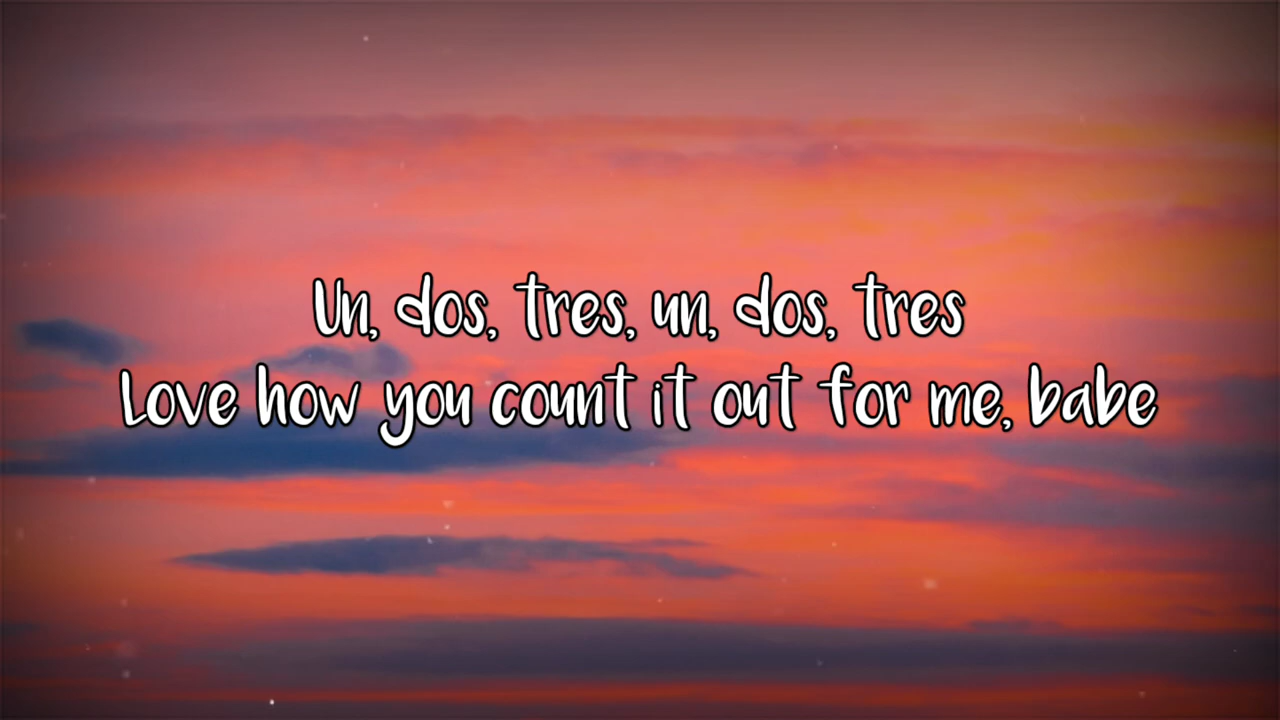 Un, dos, tres, un, dos, tres
Love how you count it out for me, babe